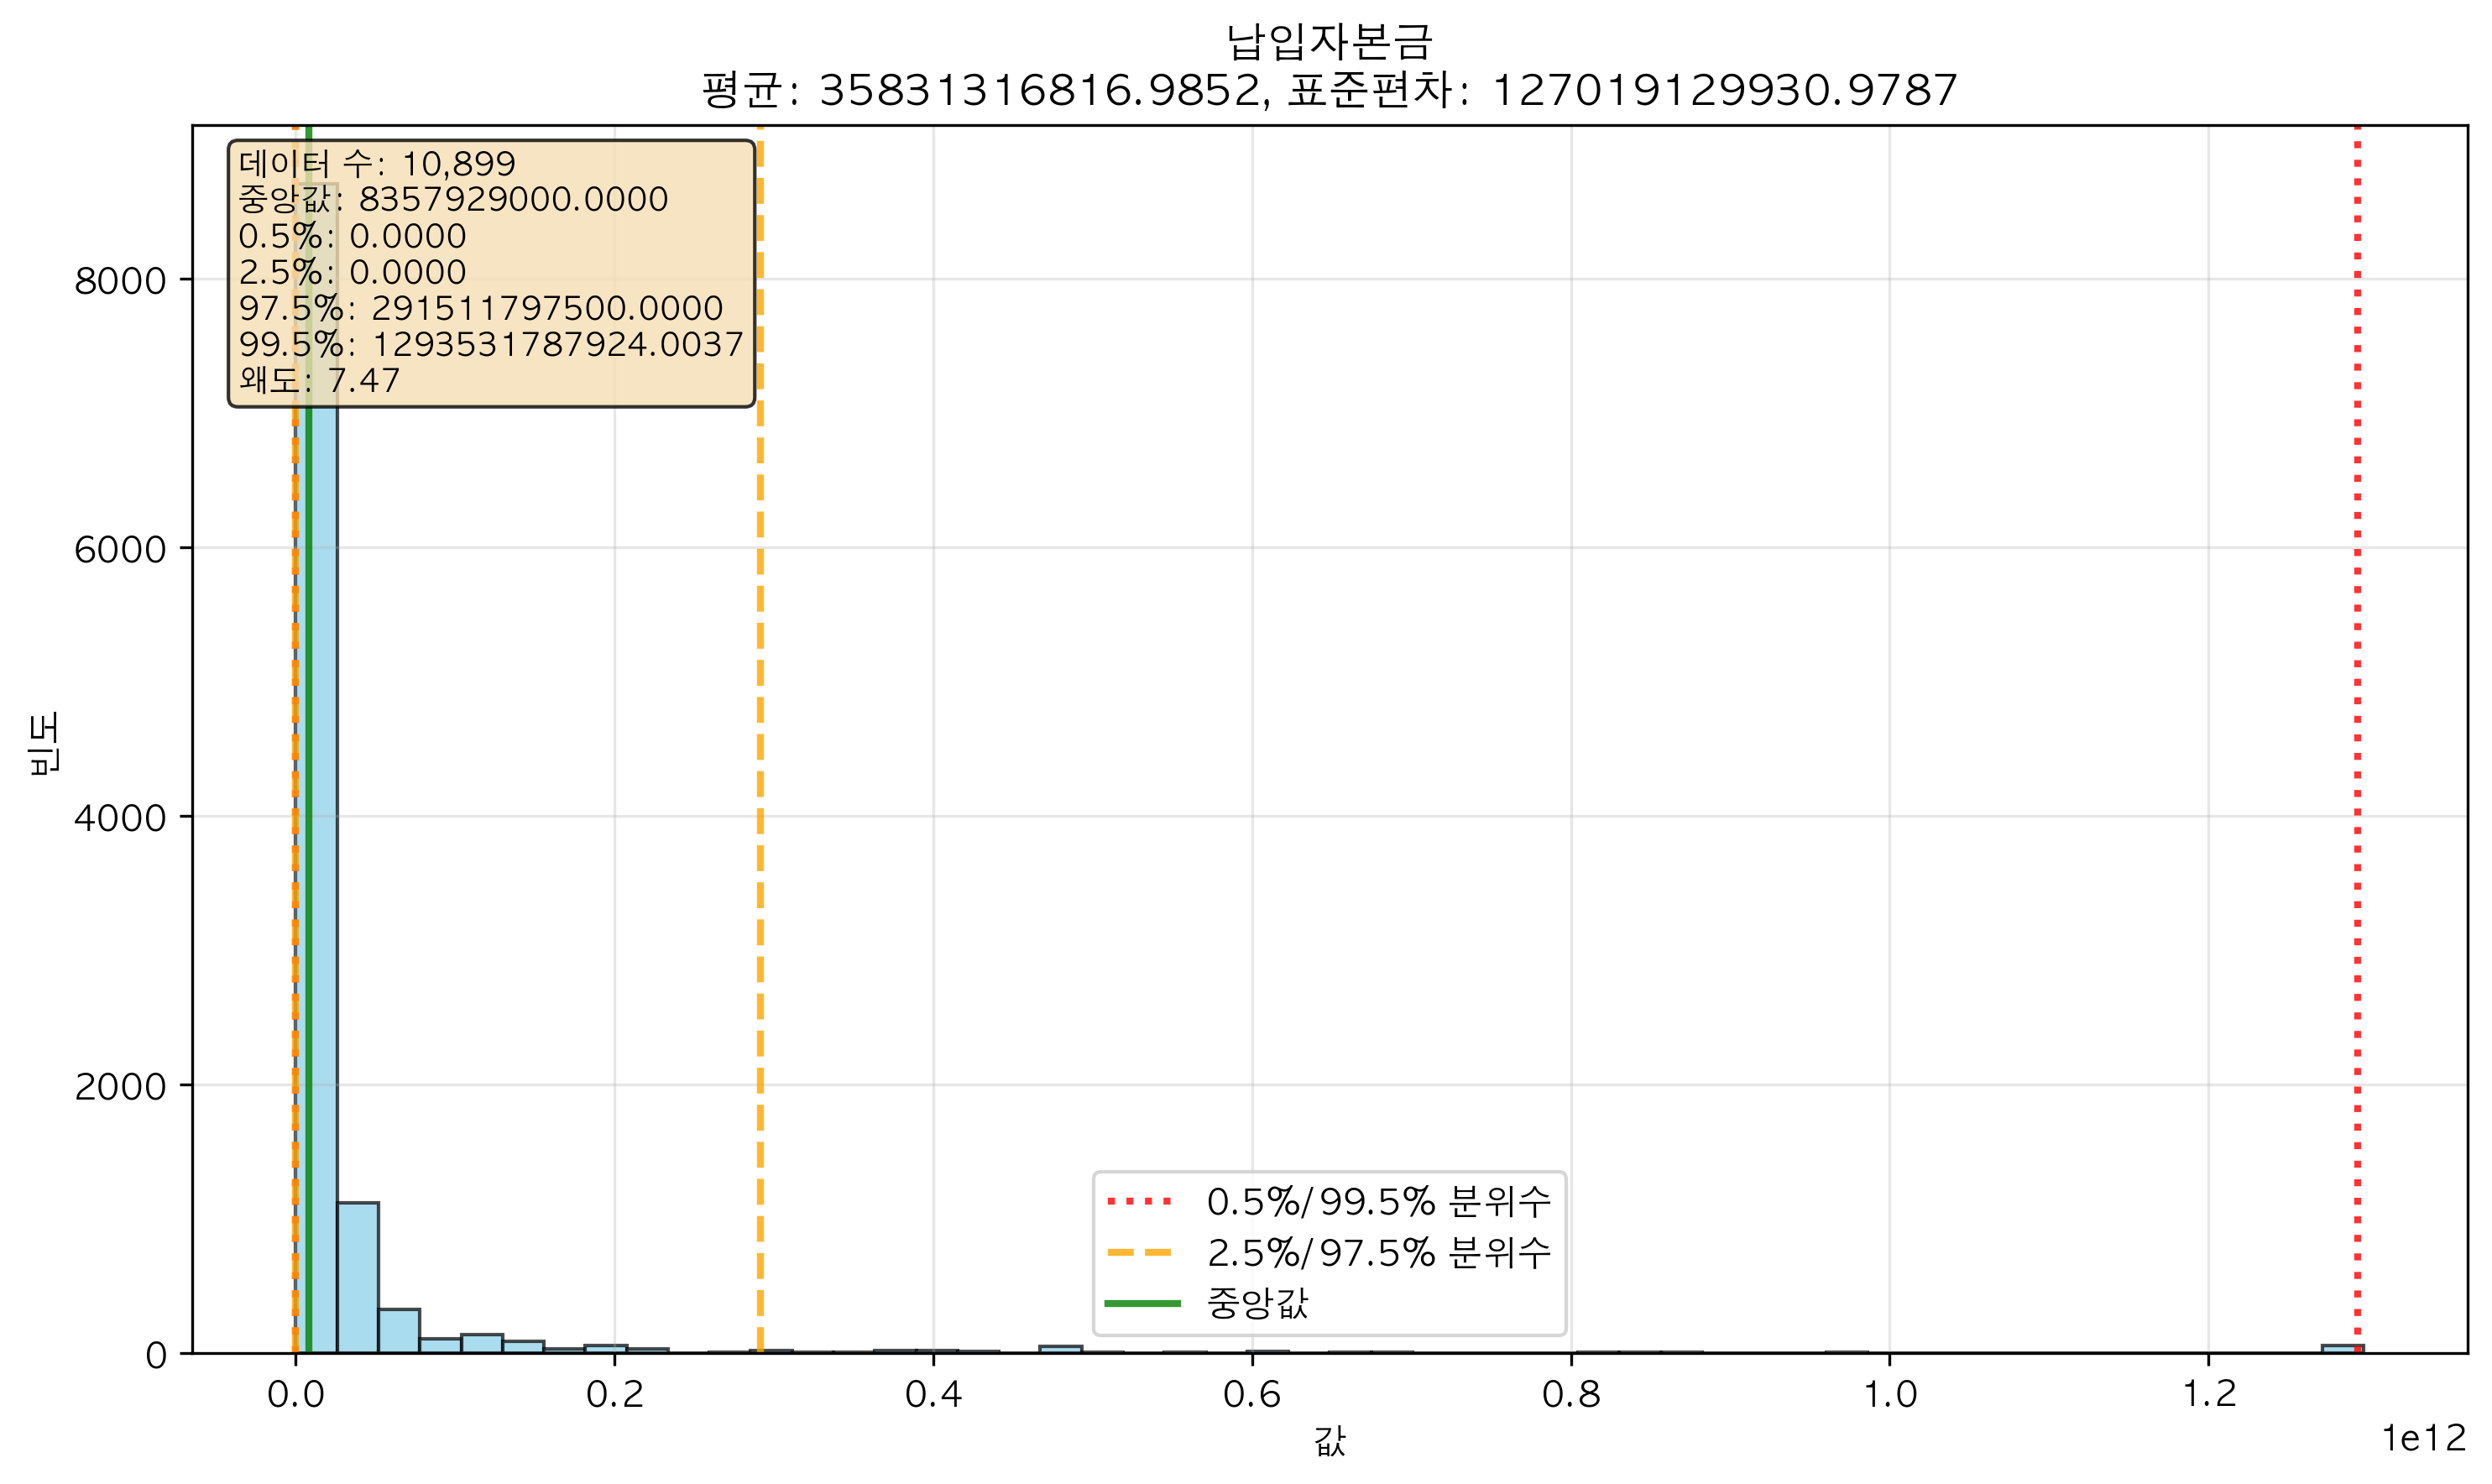 납입자본금
평균: 35831316816.9852, 표준편차: 127019129930.9787
데이터 수: 10,899
중앙값: 8357929000.0000
0.5%: 0.0000
2.5%: 0.0000
97.5%: 291511797500.0000
99.5%: 1293531787924.0037
왜도: 7.47
8000
6000
4000
2000
0
빈도
0.5%/99.5% 분위수
2.5%/97.5% 분위수
중앙값
0.0 0.2 0.4 0.6 0.8 1.0 1.2
값
1e12